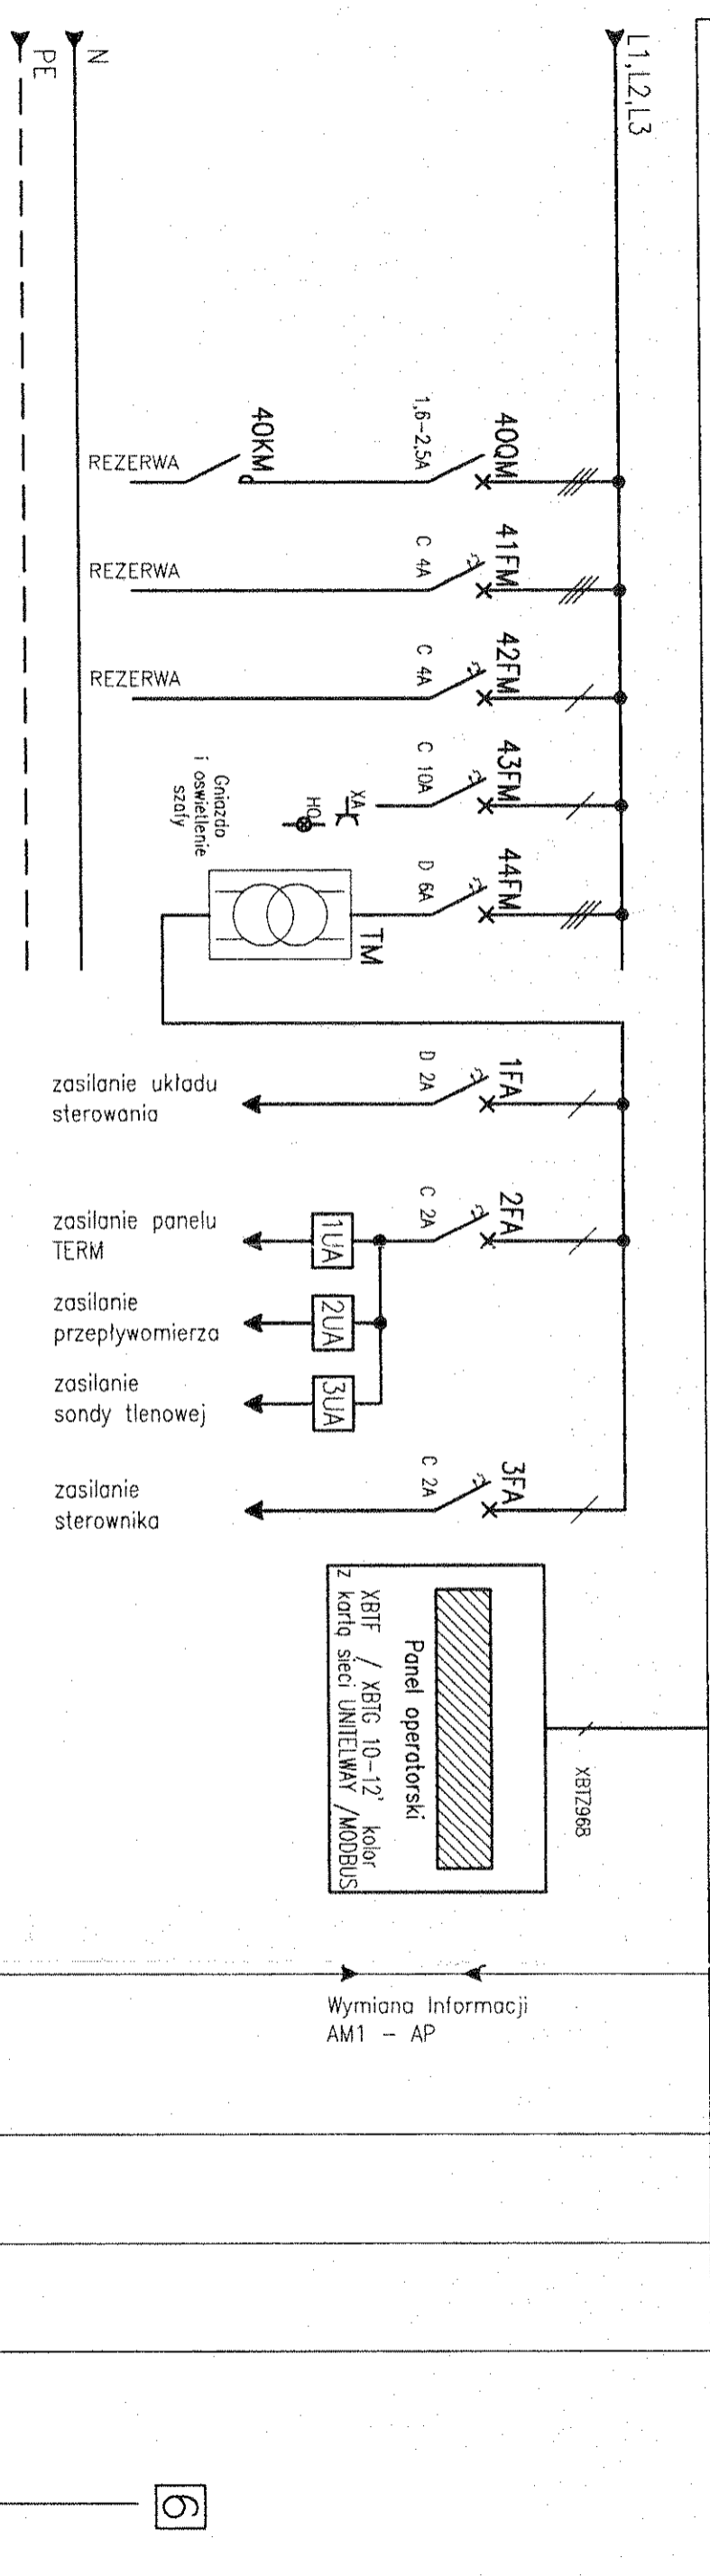 L1,L2,L3
N
PE
40QM
1,6-2,5A
40KM
REZERWA
41FM
C 4A
REZERWA
42FM
C 4A
REZERWA
43FM
C 10A
XA
HO
Gniazdo
i oswietlenie
szafy
44FM
D 6A
TM
1FA
D 2A
zasilanie układu
sterowania
2FA
C 2A
1UA
zasilanie panelu
TERM
2UA
zasilanie
przepływomierza
3UA
zasilanie
sondy tlenowej
3FA
C 2A
zasilanie
sterownika
Panel operatorski
XBTF / XBTG 10-12' kolor
z kartą sieci UNITELWAY /MODBUS
XBTZ968
Wymiana Informacji
AM1 - AP
6